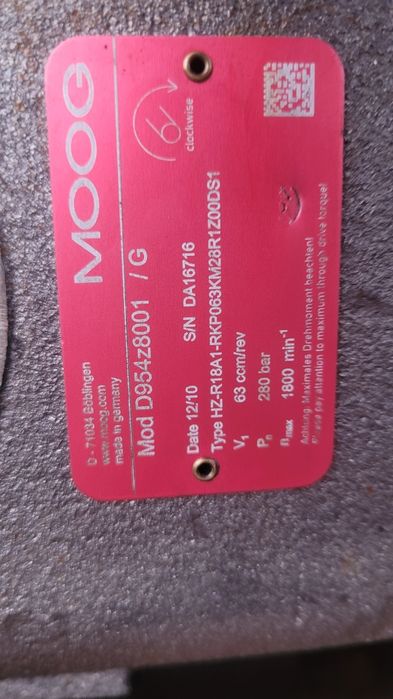 MOOG
D - 71034 Böblingen
www.moog.com
made in germany
clockwise
Mod D954z8001 / G
Date 12/10 S/N DA16716
Type HZ-R18A1-RKP063KM28R1Z00DS1
V1 63 ccm/rev
Pn 280 bar
nmax 1800 min-1
Achtung: Maximales Drehmoment beachten!
pay attention to maximum through drive torque!